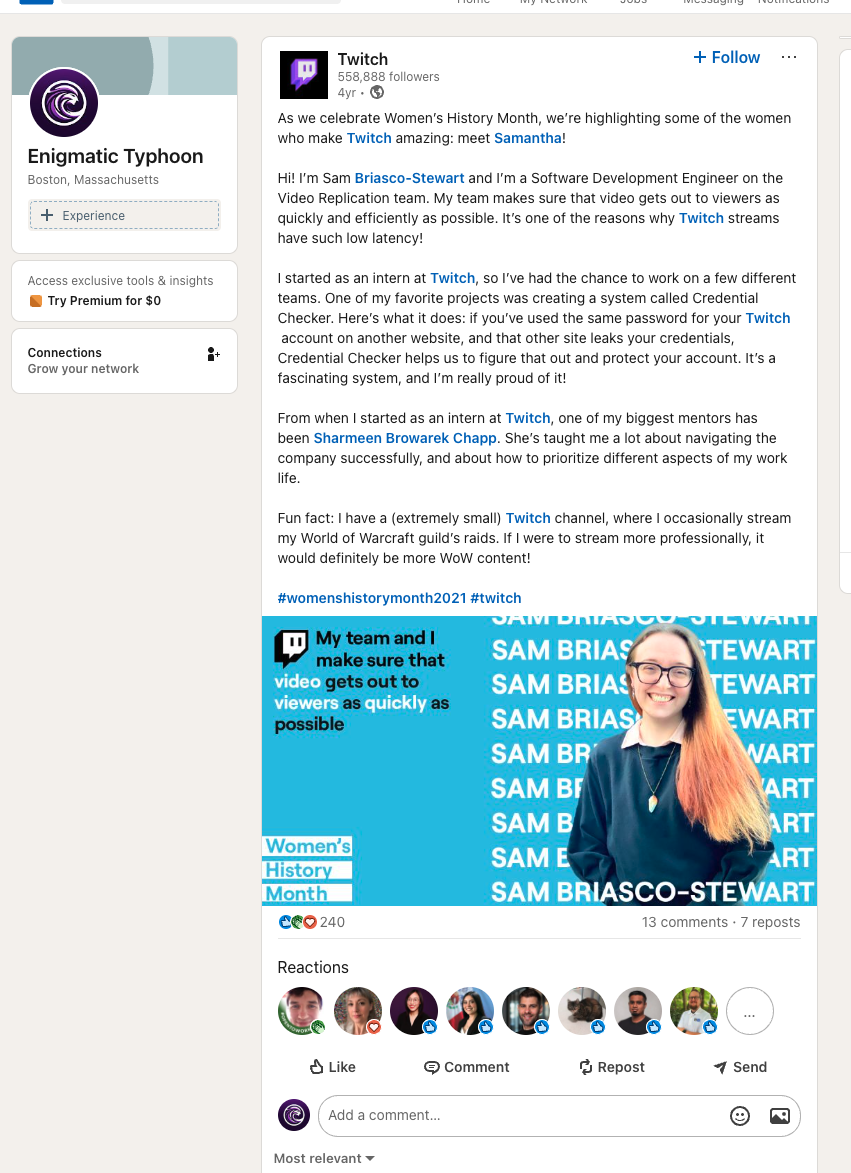 Home My Network Jobs Messaging Notifications
Enigmatic Typhoon
Boston, Massachusetts
+ Experience
Access exclusive tools & insights
Try Premium for $0
Connections
Grow your network
Twitch
558,888 followers
4yr •
+ Follow ...
As we celebrate Women’s History Month, we’re highlighting some of the women
who make Twitch amazing: meet Samantha!
Hi! I’m Sam Briasco-Stewart and I’m a Software Development Engineer on the
Video Replication team. My team makes sure that video gets out to viewers as
quickly and efficiently as possible. It’s one of the reasons why Twitch streams
have such low latency!
I started as an intern at Twitch, so I’ve had the chance to work on a few different
teams. One of my favorite projects was creating a system called Credential
Checker. Here’s what it does: if you’ve used the same password for your Twitch
account on another website, and that other site leaks your credentials,
Credential Checker helps us to figure that out and protect your account. It’s a
fascinating system, and I’m really proud of it!
From when I started as an intern at Twitch, one of my biggest mentors has
been Sharmeen Browarek Chapp. She’s taught me a lot about navigating the
company successfully, and about how to prioritize different aspects of my work
life.
Fun fact: I have a (extremely small) Twitch channel, where I occasionally stream
my World of Warcraft guild’s raids. If I were to stream more professionally, it
would definitely be more WoW content!
#womenshistorymonth2021 #twitch
My team and I
make sure that
video gets out to
viewers as quickly as
possible
Women’s
History
Month
SAM BRIASCO-STEWART
SAM BRIAS TEWART
SAM BRIAS TEWART
SAM BRIAS EWART
SAM BRI WART
SAM BR WART
SAM B ART
SAM E ART
SAM BRIASCO-STEWART
240
13 comments · 7 reposts
Reactions
...
Like Comment Repost Send
Add a comment...
Most relevant